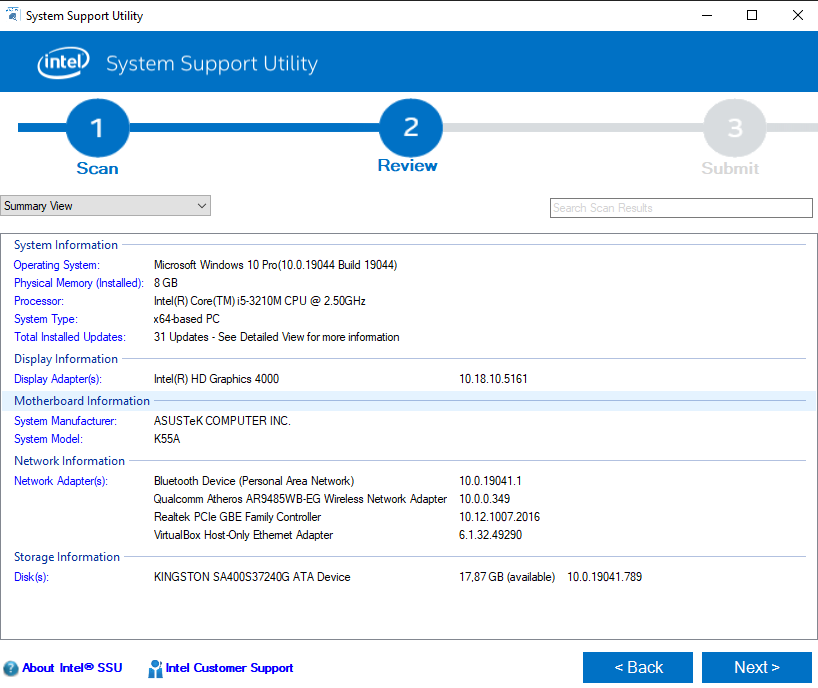 System Support Utility
intel System Support Utility
1 2 3
Scan Review Submit
Summary View Search Scan Results
System Information
Operating System: Microsoft Windows 10 Pro(10.0.19044 Build 19044)
Physical Memory (Installed): 8 GB
Processor: Intel(R) Core(TM) i5-3210M CPU @ 2.50GHz
System Type: x64-based PC
Total Installed Updates: 31 Updates - See Detailed View for more information
Display Information
Display Adapter(s): Intel(R) HD Graphics 4000 10.18.10.5161
Motherboard Information
System Manufacturer: ASUSTeK COMPUTER INC.
System Model: K55A
Network Information
Network Adapter(s): Bluetooth Device (Personal Area Network) 10.0.19041.1
Qualcomm Atheros AR9485WB-EG Wireless Network Adapter 10.0.0.349
Realtek PCIe GBE Family Controller 10.12.1007.2016
VirtualBox Host-Only Ethernet Adapter 6.1.32.49290
Storage Information
Disk(s): KINGSTON SA400S37240G ATA Device 17,87 GB (available) 10.0.19041.789
? About Intel® SSU Intel Customer Support < Back Next >